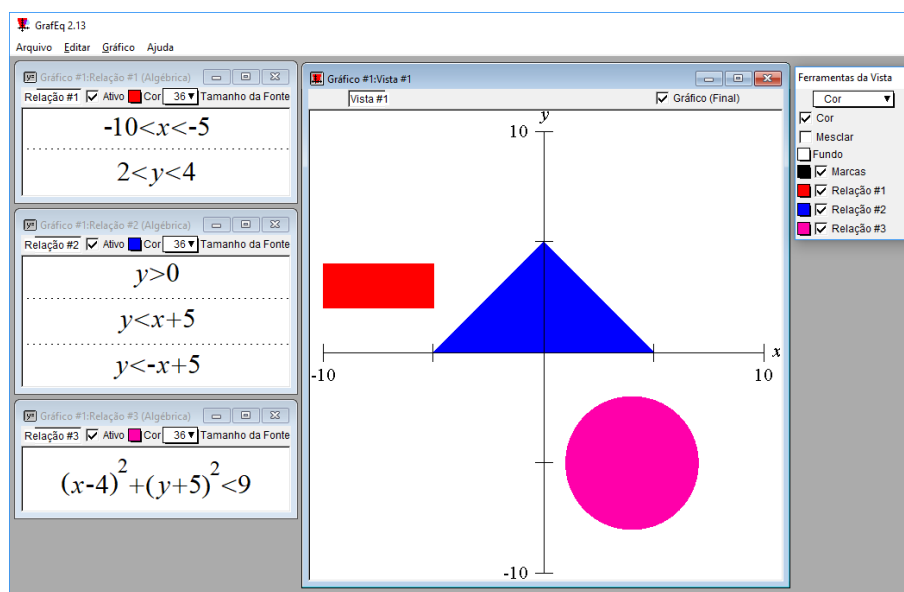 GrafEq 2.13
Arquivo Editar Gráfico Ajuda
Gráfico #1:Relação #1 (Algébrica)
Relação #1 Ativo Cor 36 Tamanho da Fonte
-10<x<-5
2<y<4
Gráfico #1:Relação #2 (Algébrica)
Relação #2 Ativo Cor 36 Tamanho da Fonte
y>0
y<x+5
y<-x+5
Gráfico #1:Relação #3 (Algébrica)
Relação #3 Ativo Cor 36 Tamanho da Fonte
(x-4)²+(y+5)²<9
Gráfico #1:Vista #1
Vista #1 Gráfico (Final)
y
10
x
-10 10
-10
Ferramentas da Vista
Cor
Cor
Mesclar
Fundo
Marcas
Relação #1
Relação #2
Relação #3